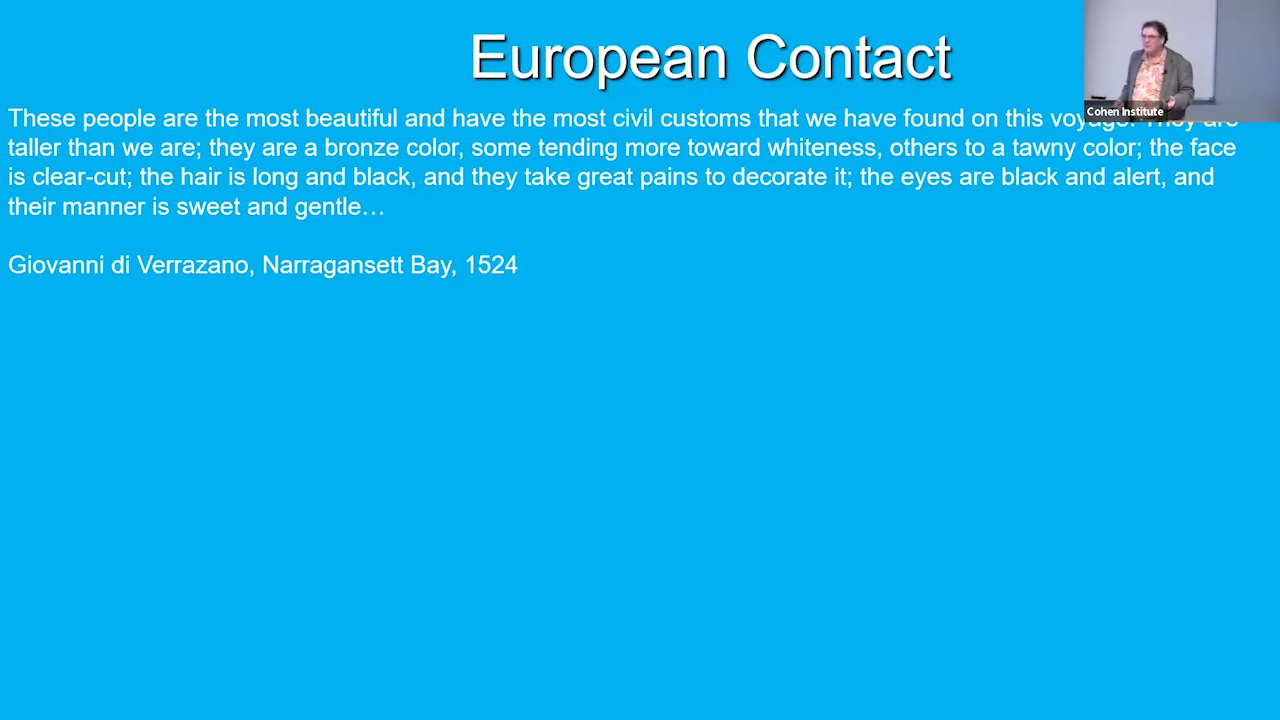 European Contact
Cohen Institute
These people are the most beautiful and have the most civil customs that we have found on this voyage. They are
taller than we are; they are a bronze color, some tending more toward whiteness, others to a tawny color; the face
is clear-cut; the hair is long and black, and they take great pains to decorate it; the eyes are black and alert, and
their manner is sweet and gentle…
Giovanni di Verrazano, Narragansett Bay, 1524